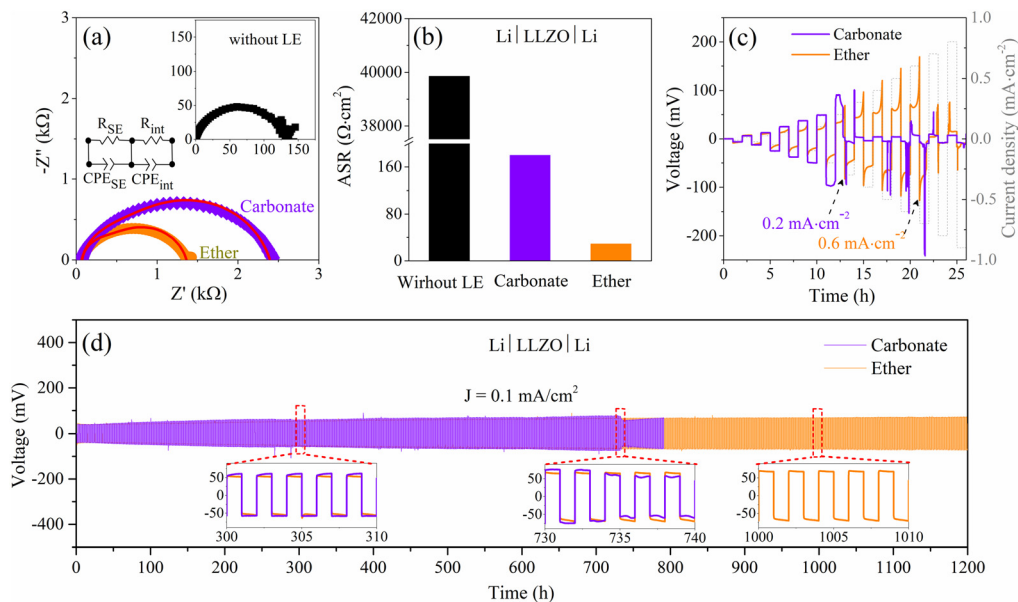 (a)
without LE
150
100
50
0
0 50 100 150
3
2
1
0
-Z'' (kΩ)
R_SE R_int
CPE_SE CPE_int
Carbonate
Ether
0 1 2 3
Z' (kΩ)
(b)
Li | LLZO | Li
42000
40000
38000
160
80
0
ASR (Ω·cm²)
Wirhout LE Carbonate Ether
(c)
Carbonate
Ether
200
100
0
-100
-200
Voltage (mV)
1.0
0.5
0.0
-0.5
-1.0
Current density (mA·cm⁻²)
0.2 mA·cm⁻²
0.6 mA·cm⁻²
0 5 10 15 20 25
Time (h)
(d)
Li | LLZO | Li
Carbonate
Ether
J = 0.1 mA/cm²
400
200
0
-200
-400
Voltage (mV)
50
0
-50
300 305 310
50
0
-50
730 735 740
50
0
-50
1000 1005 1010
0 100 200 300 400 500 600 700 800 900 1000 1100 1200
Time (h)